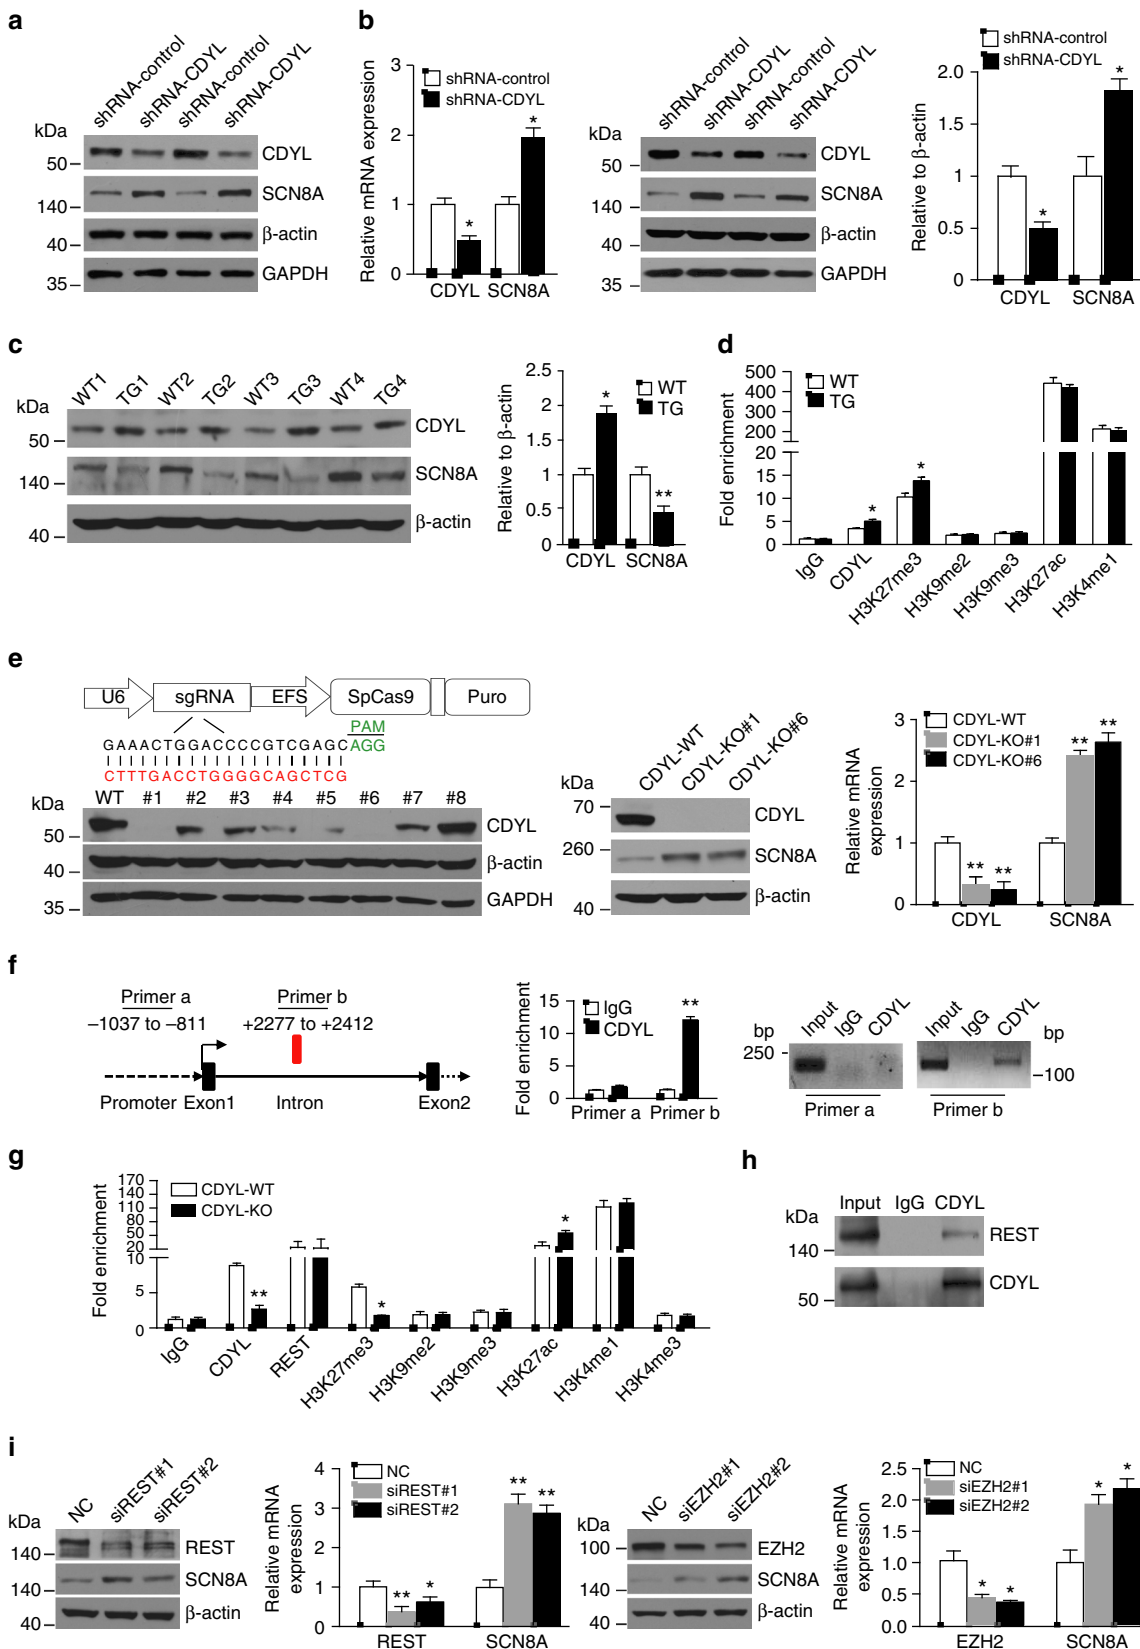 a
shRNA-control
shRNA-CDYL
shRNA-control
shRNA-CDYL
kDa
50
CDYL
140
SCN8A
40
β-actin
35
GAPDH
b
Relative mRNA expression
3
2
1
0
shRNA-control
shRNA-CDYL
*
*
CDYL SCN8A
shRNA-control
shRNA-CDYL
shRNA-control
shRNA-CDYL
kDa
50
CDYL
140
SCN8A
40
β-actin
35
GAPDH
shRNA-control
shRNA-CDYL
Relative to β-actin
2.0
1
0.5
0
*
*
CDYL SCN8A
c
WT1 TG1 WT2 TG2 WT3 TG3 WT4 TG4
kDa
50
CDYL
140
SCN8A
40
β-actin
Relative to β-actin
2.5
2
1.5
1
0.5
0
WT
TG
*
**
CDYL SCN8A
d
Fold enrichment
500
400
300
200
20
15
10
5
0
WT
TG
*
*
IgG
CDYL
H3K27me3
H3K9me2
H3K9me3
H3K27ac
H3K4me1
e
U6 sgRNA EFS SpCas9 Puro
PAM
GAAACTGGACCCCGTCGAGC AGG
CTTTGACCTGGGGCAGCTCG
kDa
WT #1 #2 #3 #4 #5 #6 #7 #8
50
CDYL
40
β-actin
35
GAPDH
CDYL-WT
CDYL-KO#1
CDYL-KO#6
kDa
70
CDYL
260
SCN8A
40
β-actin
Relative mRNA
expression
3
2
1
0
CDYL-WT
CDYL-KO#1
CDYL-KO#6
** **
** **
CDYL SCN8A
f
Primer a Primer b
–1037 to –811 +2277 to +2412
Promoter Exon1 Intron Exon2
Fold enrichment
15
10
5
0
IgG
CDYL
**
Primer a Primer b
bp
250
Input
IgG
CDYL
Primer a
Input
IgG
CDYL
bp
100
Primer b
g
Fold enrichment
170
140
110
80
50
20
10
5
0
CDYL-WT
CDYL-KO
**
*
*
IgG
CDYL
REST
H3K27me3
H3K9me2
H3K9me3
H3K27ac
H3K4me1
H3K4me3
h
Input IgG CDYL
kDa
140
REST
50
CDYL
i
NC
siREST#1
siREST#2
kDa
140
REST
140
SCN8A
40
β-actin
Relative mRNA
expression
4
3
2
1
0
NC
siREST#1
siREST#2
** *
** **
REST SCN8A
NC
siEZH2#1
siEZH2#2
kDa
100
EZH2
140
SCN8A
40
β-actin
Relative mRNA
expression
2.5
2.0
1.5
1.0
0.5
0.0
NC
siEZH2#1
siEZH2#2
* *
* *
EZH2 SCN8A